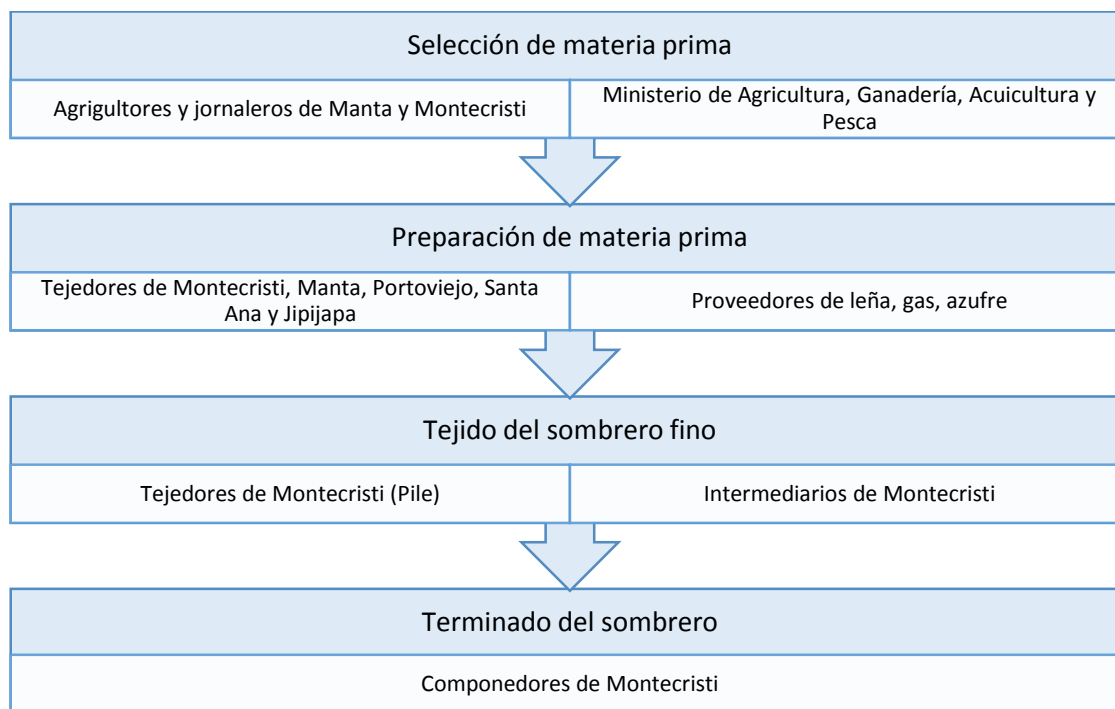 Selección de materia prima
Agrigultores y jornaleros de Manta y Montecristi
Ministerio de Agricultura, Ganadería, Acuicultura y
Pesca
Preparación de materia prima
Tejedores de Montecristi, Manta, Portoviejo, Santa
Ana y Jipijapa
Proveedores de leña, gas, azufre
Tejido del sombrero fino
Tejedores de Montecristi (Pile)
Intermediarios de Montecristi
Terminado del sombrero
Componedores de Montecristi